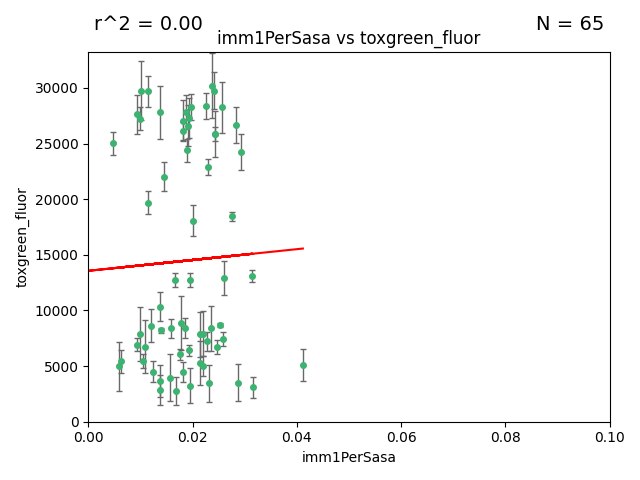 r^2 = 0.00
N = 65
imm1PerSasa vs toxgreen_fluor
toxgreen_fluor
30000
25000
20000
15000
10000
5000
0
0.00
0.02
0.04
0.06
0.08
0.10
imm1PerSasa